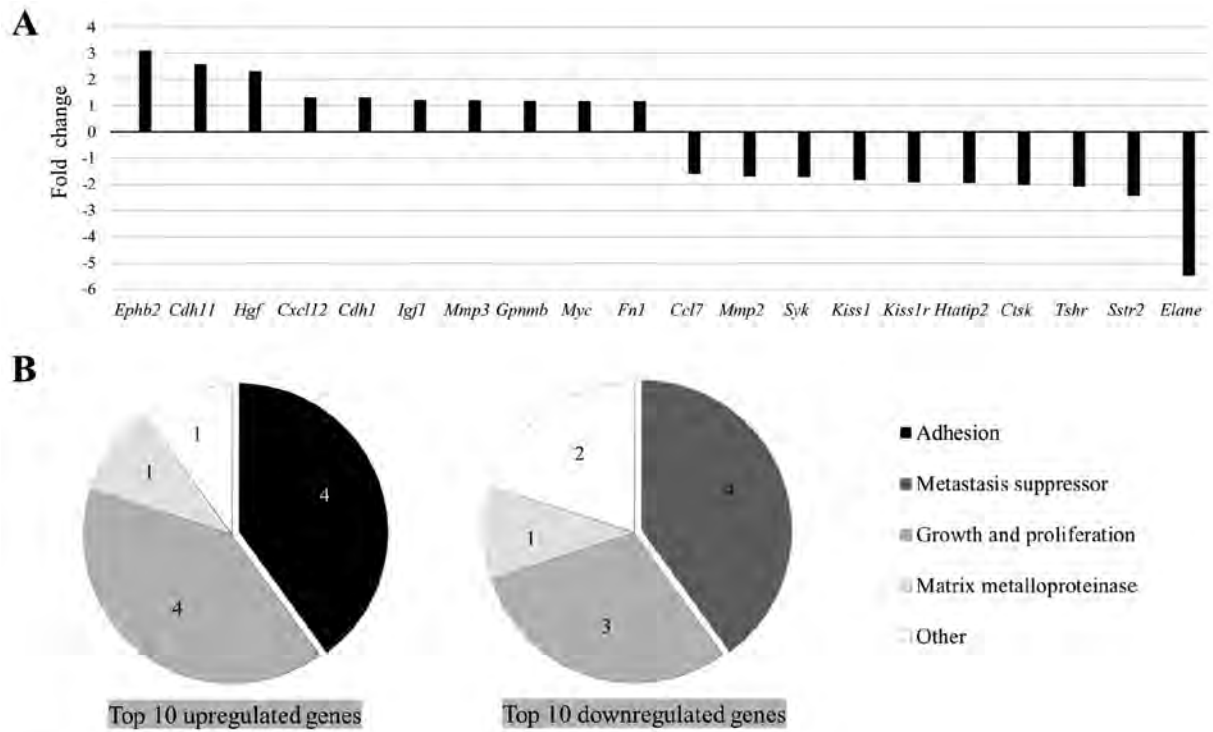 A
Fold change
4
3
2
1
0
-1
-2
-3
-4
-5
-6
Ephb2 Cdh11 Hgf Cxcl12 Cdh1 Igf1 Mmp3 Gpnmb Myc Fn1 Ccl7 Mmp2 Syk Kiss1 Kiss1r Htatip2 Ctsk Tshr Sstr2 Elane
B
1
4
1
4
Top 10 upregulated genes
2
4
1
3
Top 10 downregulated genes
Adhesion
Metastasis suppressor
Growth and proliferation
Matrix metalloproteinase
Other